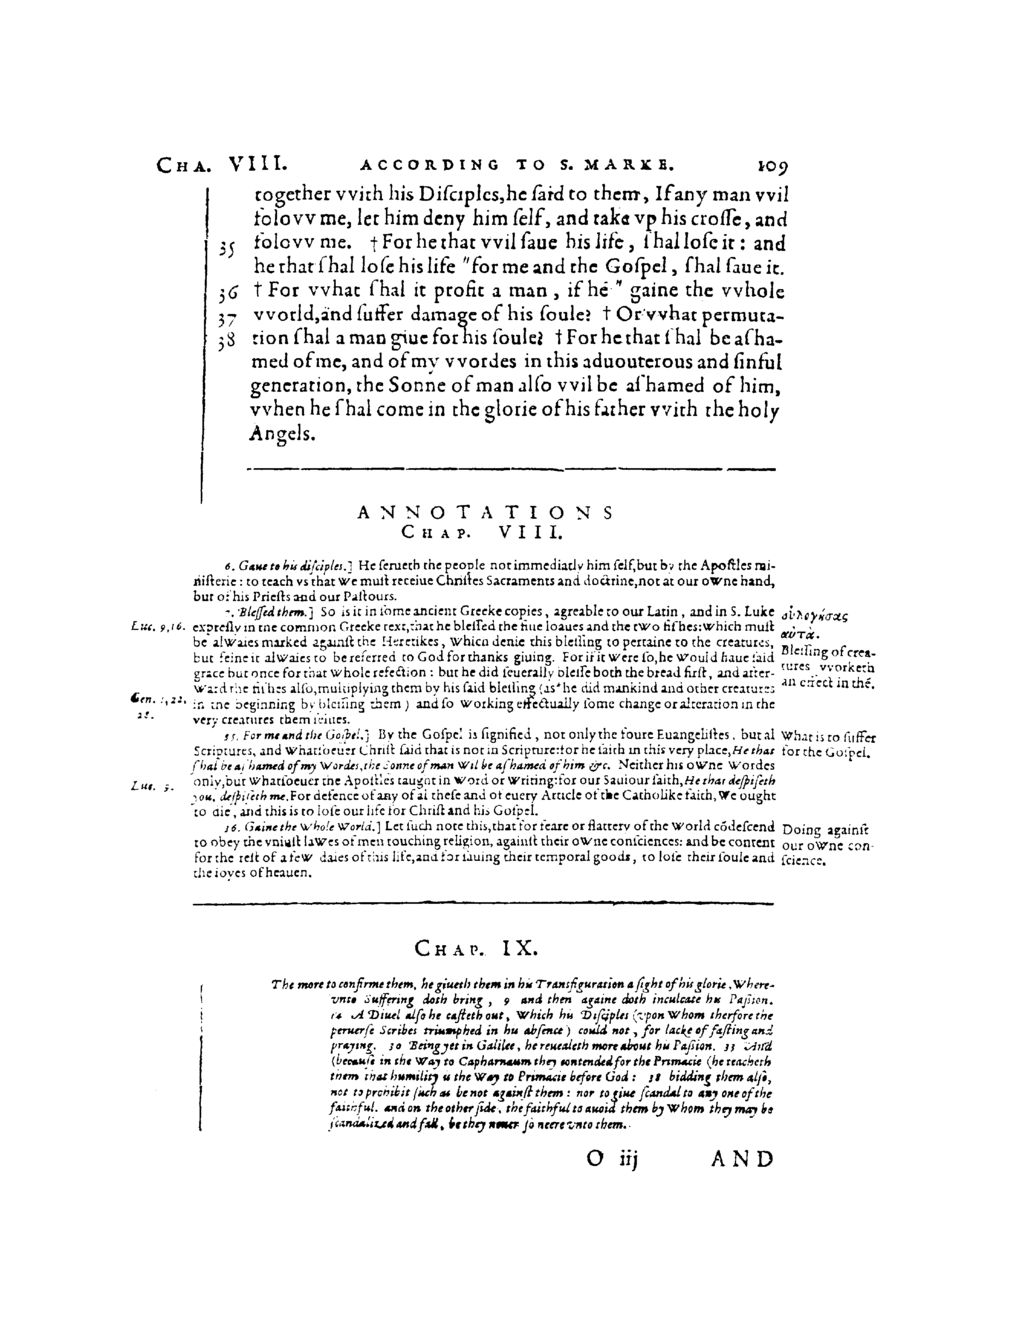 CHA. VIII. ACCORDING TO S. MARKE. 109
together vvith his Diſciples, he ſaid to them, If any man vvil
folovv me, let him deny him ſelf, and take vp his croſſe, and
35 folovv me. † For he that vvil ſaue his life, ſhal loſe it: and
he that ſhal loſe his life "for me and the Goſpel, ſhal ſaue it.
36 † For vvhat ſhal it profit a man, if he " gaine the vvhole
37 vvorld, and ſuffer damage of his ſoule? † Or vvhat permuta-
38 tion ſhal a man giue for his ſoule? † For he that ſhal be aſha-
med of me, and of my vvordes in this aduouterous and ſinful
generation, the Sonne of man alſo vvil be aſhamed of him,
vvhen he ſhal come in the glorie of his father vvith the holy
Angels.
ANNOTATIONS
CHAP. VIII.
6. Gaue to his diſciples.] He ſerueth the people not immediatly him ſelf, but by the Apoſtles mi-
niſterie: to teach vs that we muſt receiue Chriſtes Sacraments and doctrine, not at our owne hand,
but of his Prieſts and our Paſtours.
7. Bleſſed them.] So is it in ſome ancient Greeke copies, agreable to our Latin, and in S. Luke
Luc. 9,16. expreſly in the common Greeke text, that he bleſſed the fiue loaues and the two fiſhes: which muſt
εὐλογήσας αὐτά.
be alwaies marked againſt the Heretikes, which denie this bleſſing to pertaine to the creatures,
but feine it alwaies to be referred to God for thanks giuing. For if it were ſo, he would haue ſaid
grace but once for that whole refection: but he did ſeuerally bleſſe both the bread firſt, and after-
ward the fiſhes alſo, multiplying them by his ſaid bleſſing (as * he did mankind and other creatures
Gen. 1,22. 28. in the beginning by bleſſing them) and ſo working effectually ſome change or alteration in the
very creatures them ſelues.
Bleſſing of crea-
tures vvorketh
an effect in thē.
35. For me and the Goſpel.] By the Goſpel is ſignified, not only the foure Euangeliſtes, but al
Scriptures, and whatſoeuer Chriſt ſaid that is not in Scripture: for he ſaith in this very place, He that
ſhal be aſhamed of my wordes, the Sonne of man wil be aſhamed of him &c. Neither his owne wordes
only, but whatſoeuer the Apoſtles taught in word or writing: for our Sauiour ſaith, He that deſpiſeth
Luc. you, deſpiſeth me. For defence of any of al theſe and of euery Article of the Catholike faith, we ought
to die, and this is to loſe our life for Chriſt and his Goſpel.
What is to ſuffer
for the Goſpel.
36. Gaine the whole world.] Let ſuch note this, that for feare or flattery of the world cōdeſcend
to obey the vniuſt lawes of men touching religion, againſt their owne conſciences: and be content
for the reſt of a few daies of this life, and for ſauing their temporal goods, to loſe their ſoule and
the ioyes of heauen.
Doing againſt
our owne con-
ſcience.
CHAP. IX.
The more to confirme them, he giueth them in his Transfiguration a ſight of his glorie, where-
vnto Suffering doth bring, 9 and then againe doth inculcate his Paſſion.
14 A Diuel alſo he caſteth out, which his Diſciples (vpon whom therfore the
peruerſe Scribes triumphed in his abſence) could not, for lacke of faſting and
praying. 30 Being yet in Galilee, he reuealeth more about his Paſſion. 33 And
(becauſe in the way to Capharnaum they contended for the Primacie) he teacheth
them that humility is the way to Primacie before God: 38 bidding them alſo,
not to prohibit ſuch as be not againſt them: nor to giue ſcandal to any one of the
faithful. and on the other ſide, the faithful to auoid them by whom they may be
ſcandalized and fall, be they neuer ſo neere vnto them.
O iij AND